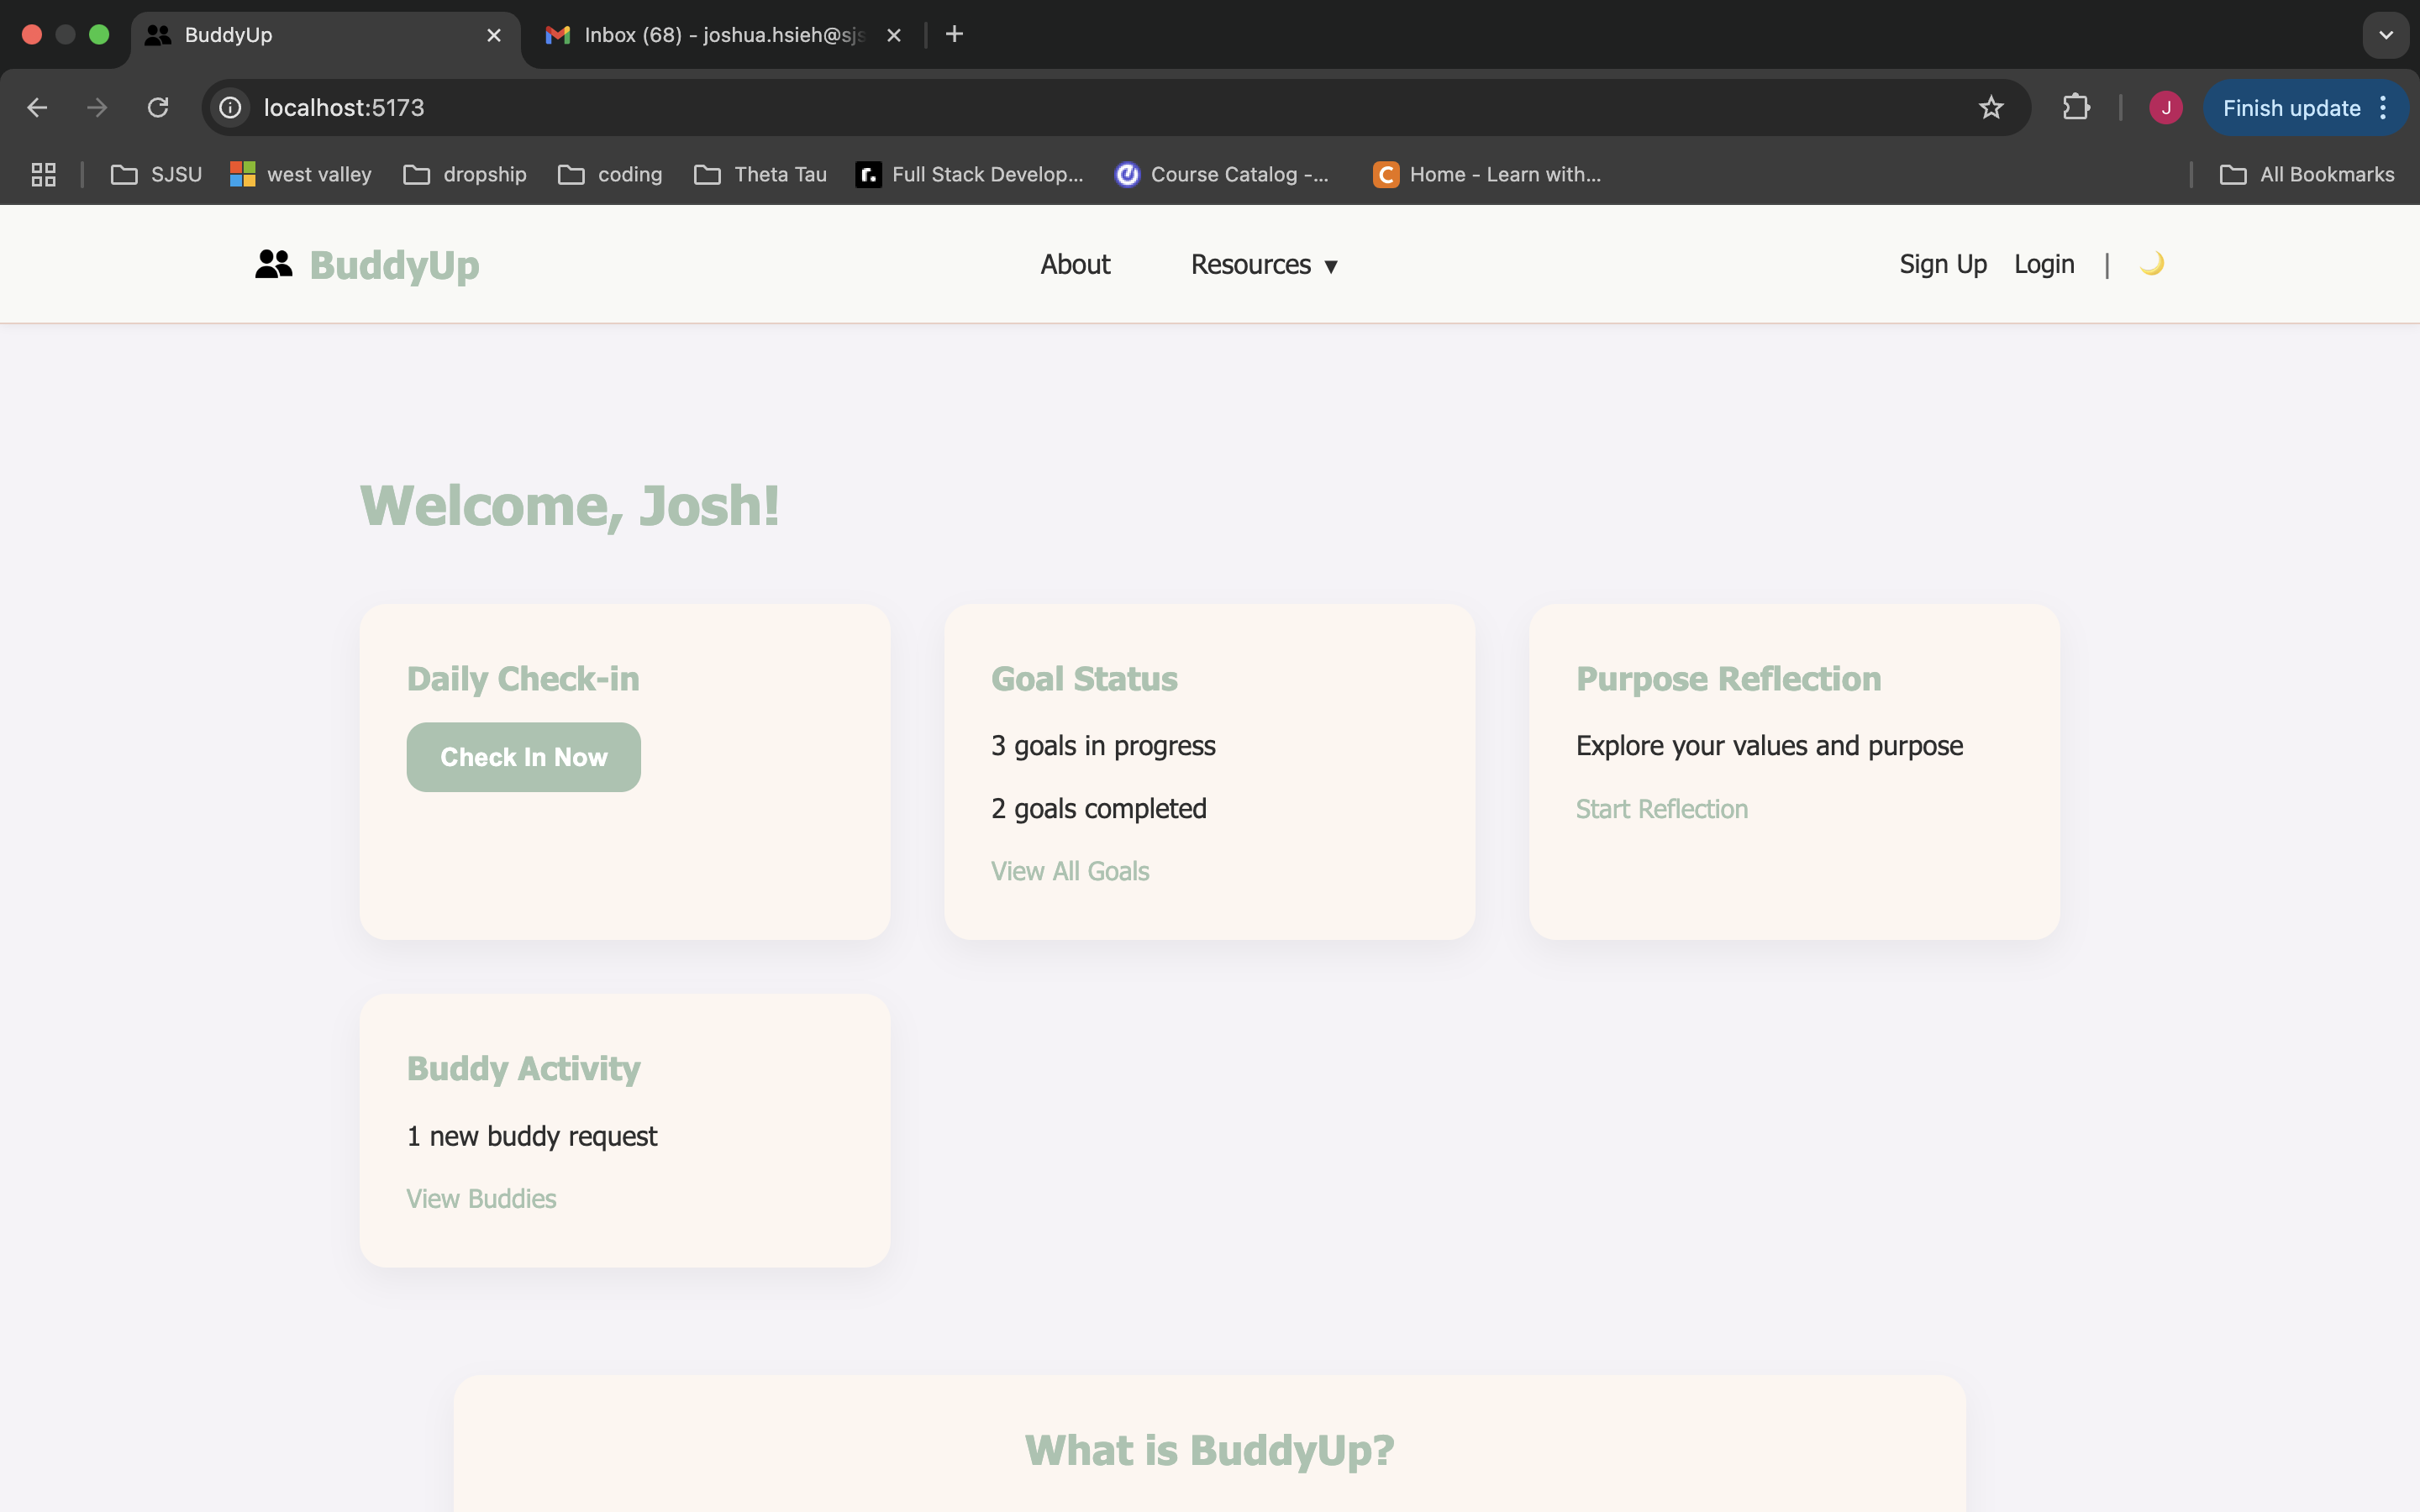 BuddyUp
Inbox (68) - joshua.hsieh@sjs
localhost:5173
J
Finish update
SJSU
west valley
dropship
coding
Theta Tau
r.
Full Stack Develop...
Course Catalog -...
C
Home - Learn with...
All Bookmarks
BuddyUp
About
Resources ▼
Sign Up
Login
|
Welcome, Josh!
Daily Check-in
Check In Now
Goal Status
3 goals in progress
2 goals completed
View All Goals
Purpose Reflection
Explore your values and purpose
Start Reflection
Buddy Activity
1 new buddy request
View Buddies
What is BuddyUp?